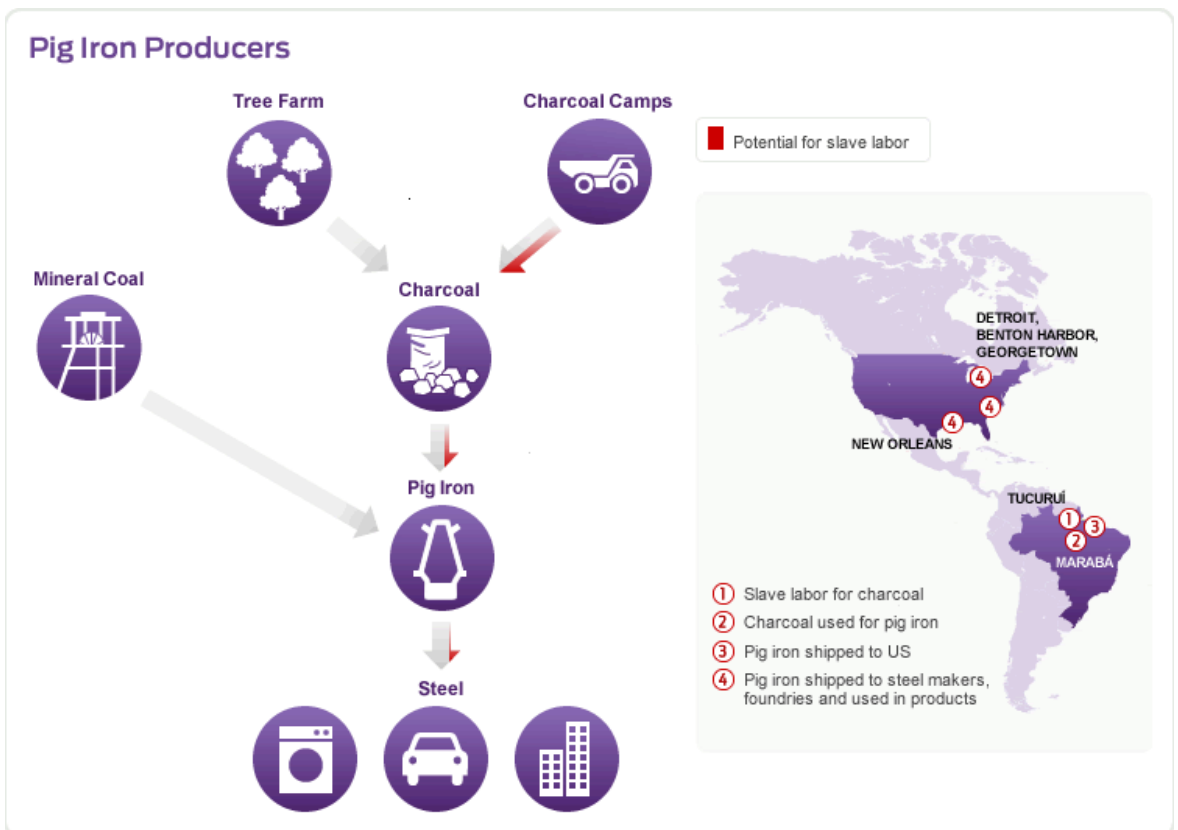 Pig Iron Producers
Tree Farm
Charcoal Camps
Potential for slave labor
Mineral Coal
Charcoal
Pig Iron
Steel
DETROIT,
BENTON HARBOR,
GEORGETOWN
4
4
4
NEW ORLEANS
TUCURUÍ
1
3
2
MARABÁ
1 Slave labor for charcoal
2 Charcoal used for pig iron
3 Pig iron shipped to US
4 Pig iron shipped to steel makers,
foundries and used in products